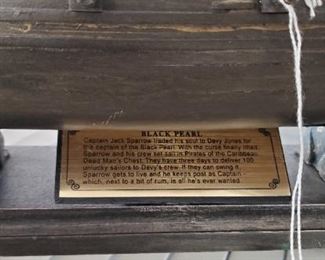 BLACK PEARL
Captain Jack Sparrow traded his soul to Davy Jones for
the captain of the Black Pearl. With the curse finally lifted
Sparrow and his crew set sail in Pirates of the Caribbean
Dead Man's Chest. They have three days to deliver 100
unlucky sailors to Davy's crew. If they can swing it
Sparrow gets to live and he keeps post as Captain -
which, next to a bit of rum, is all he's ever wanted.